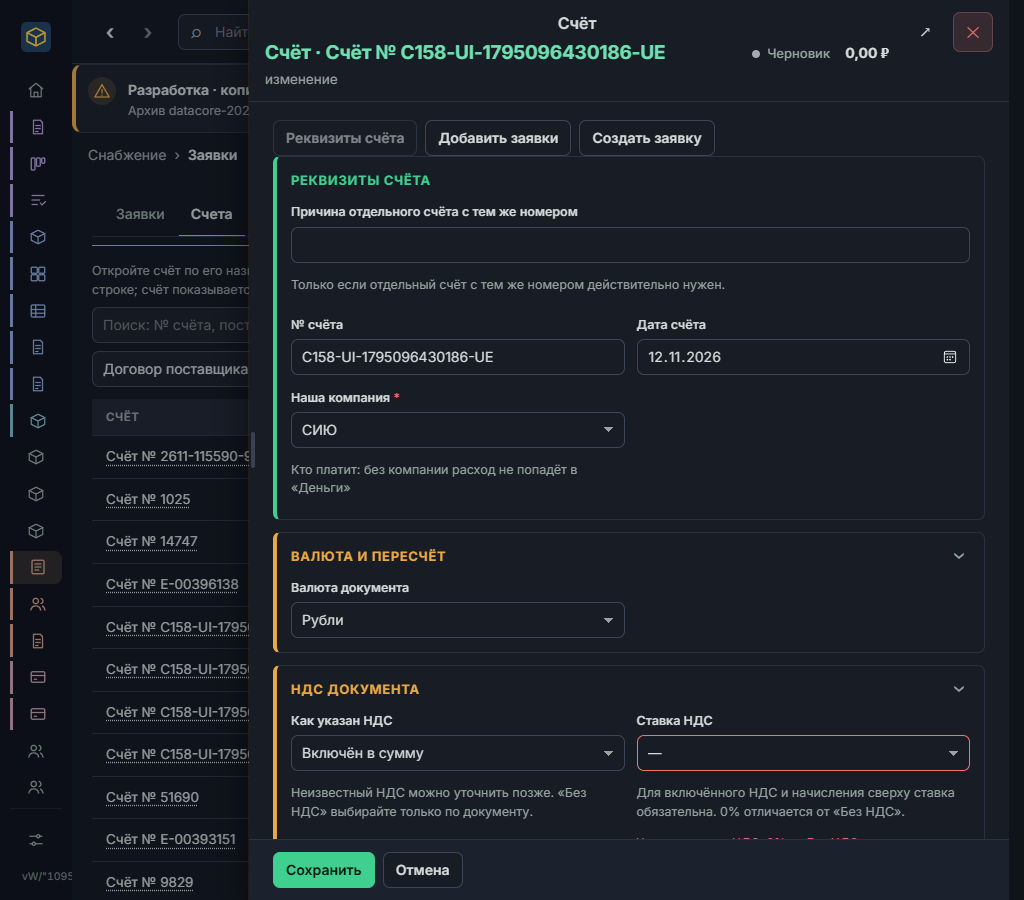 Счёт
Счёт · Счёт № C158-UI-1795096430186-UE
изменение
Черновик 0,00 ₽
Реквизиты счёта
Добавить заявки
Создать заявку
РЕКВИЗИТЫ СЧЁТА
Причина отдельного счёта с тем же номером
Только если отдельный счёт с тем же номером действительно нужен.
№ счёта
Дата счёта
C158-UI-1795096430186-UE
12.11.2026
Наша компания *
СИЮ
Кто платит: без компании расход не попадёт в
«Деньги»
ВАЛЮТА И ПЕРЕСЧЁТ
Валюта документа
Рубли
НДС ДОКУМЕНТА
Как указан НДС
Ставка НДС
Включён в сумму
—
Неизвестный НДС можно уточнить позже. «Без
НДС» выбирайте только по документу.
Для включённого НДС и начисления сверху ставка
обязательна. 0% отличается от «Без НДС».
Сохранить
Отмена
Найт
Разработка · копи
Архив datacore-202
Снабжение › Заявки
Заявки
Счета
Откройте счёт по его назв
строке; счёт показывает
Поиск: № счёта, пост
Договор поставщика
СЧЁТ
Счёт № 2611-115590-9
Счёт № 1025
Счёт № 14747
Счёт № E-00396138
Счёт № C158-UI-1795
Счёт № C158-UI-1795
Счёт № C158-UI-1795
Счёт № C158-UI-1795
Счёт № 51690
Счёт № E-00393151
Счёт № 9829
vW/"1095